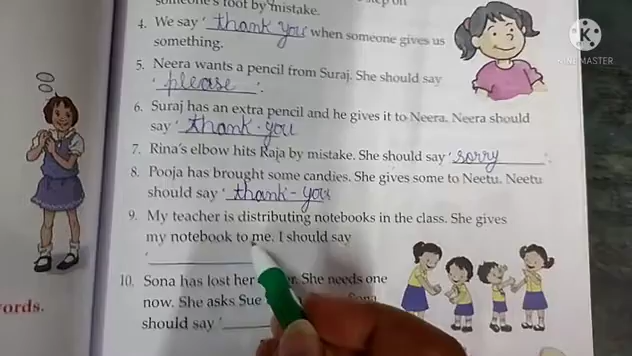 someone's foot by mistake.
4. We say 'thank you when someone gives us
something.
5. Neera wants a pencil from Suraj. She should say
'please'.
6. Suraj has an extra pencil and he gives it to Neera. Neera should
say 'thank-you
7. Rina's elbow hits Raja by mistake. She should say 'sorry'.
8. Pooja has brought some candies. She gives some to Neetu. Neetu
should say 'thank-you
9. My teacher is distributing notebooks in the class. She gives
my notebook to me. I should say
'
10. Sona has lost her She needs one
now. She asks Sue Sona
should say '
words.
KINEMASTER
K